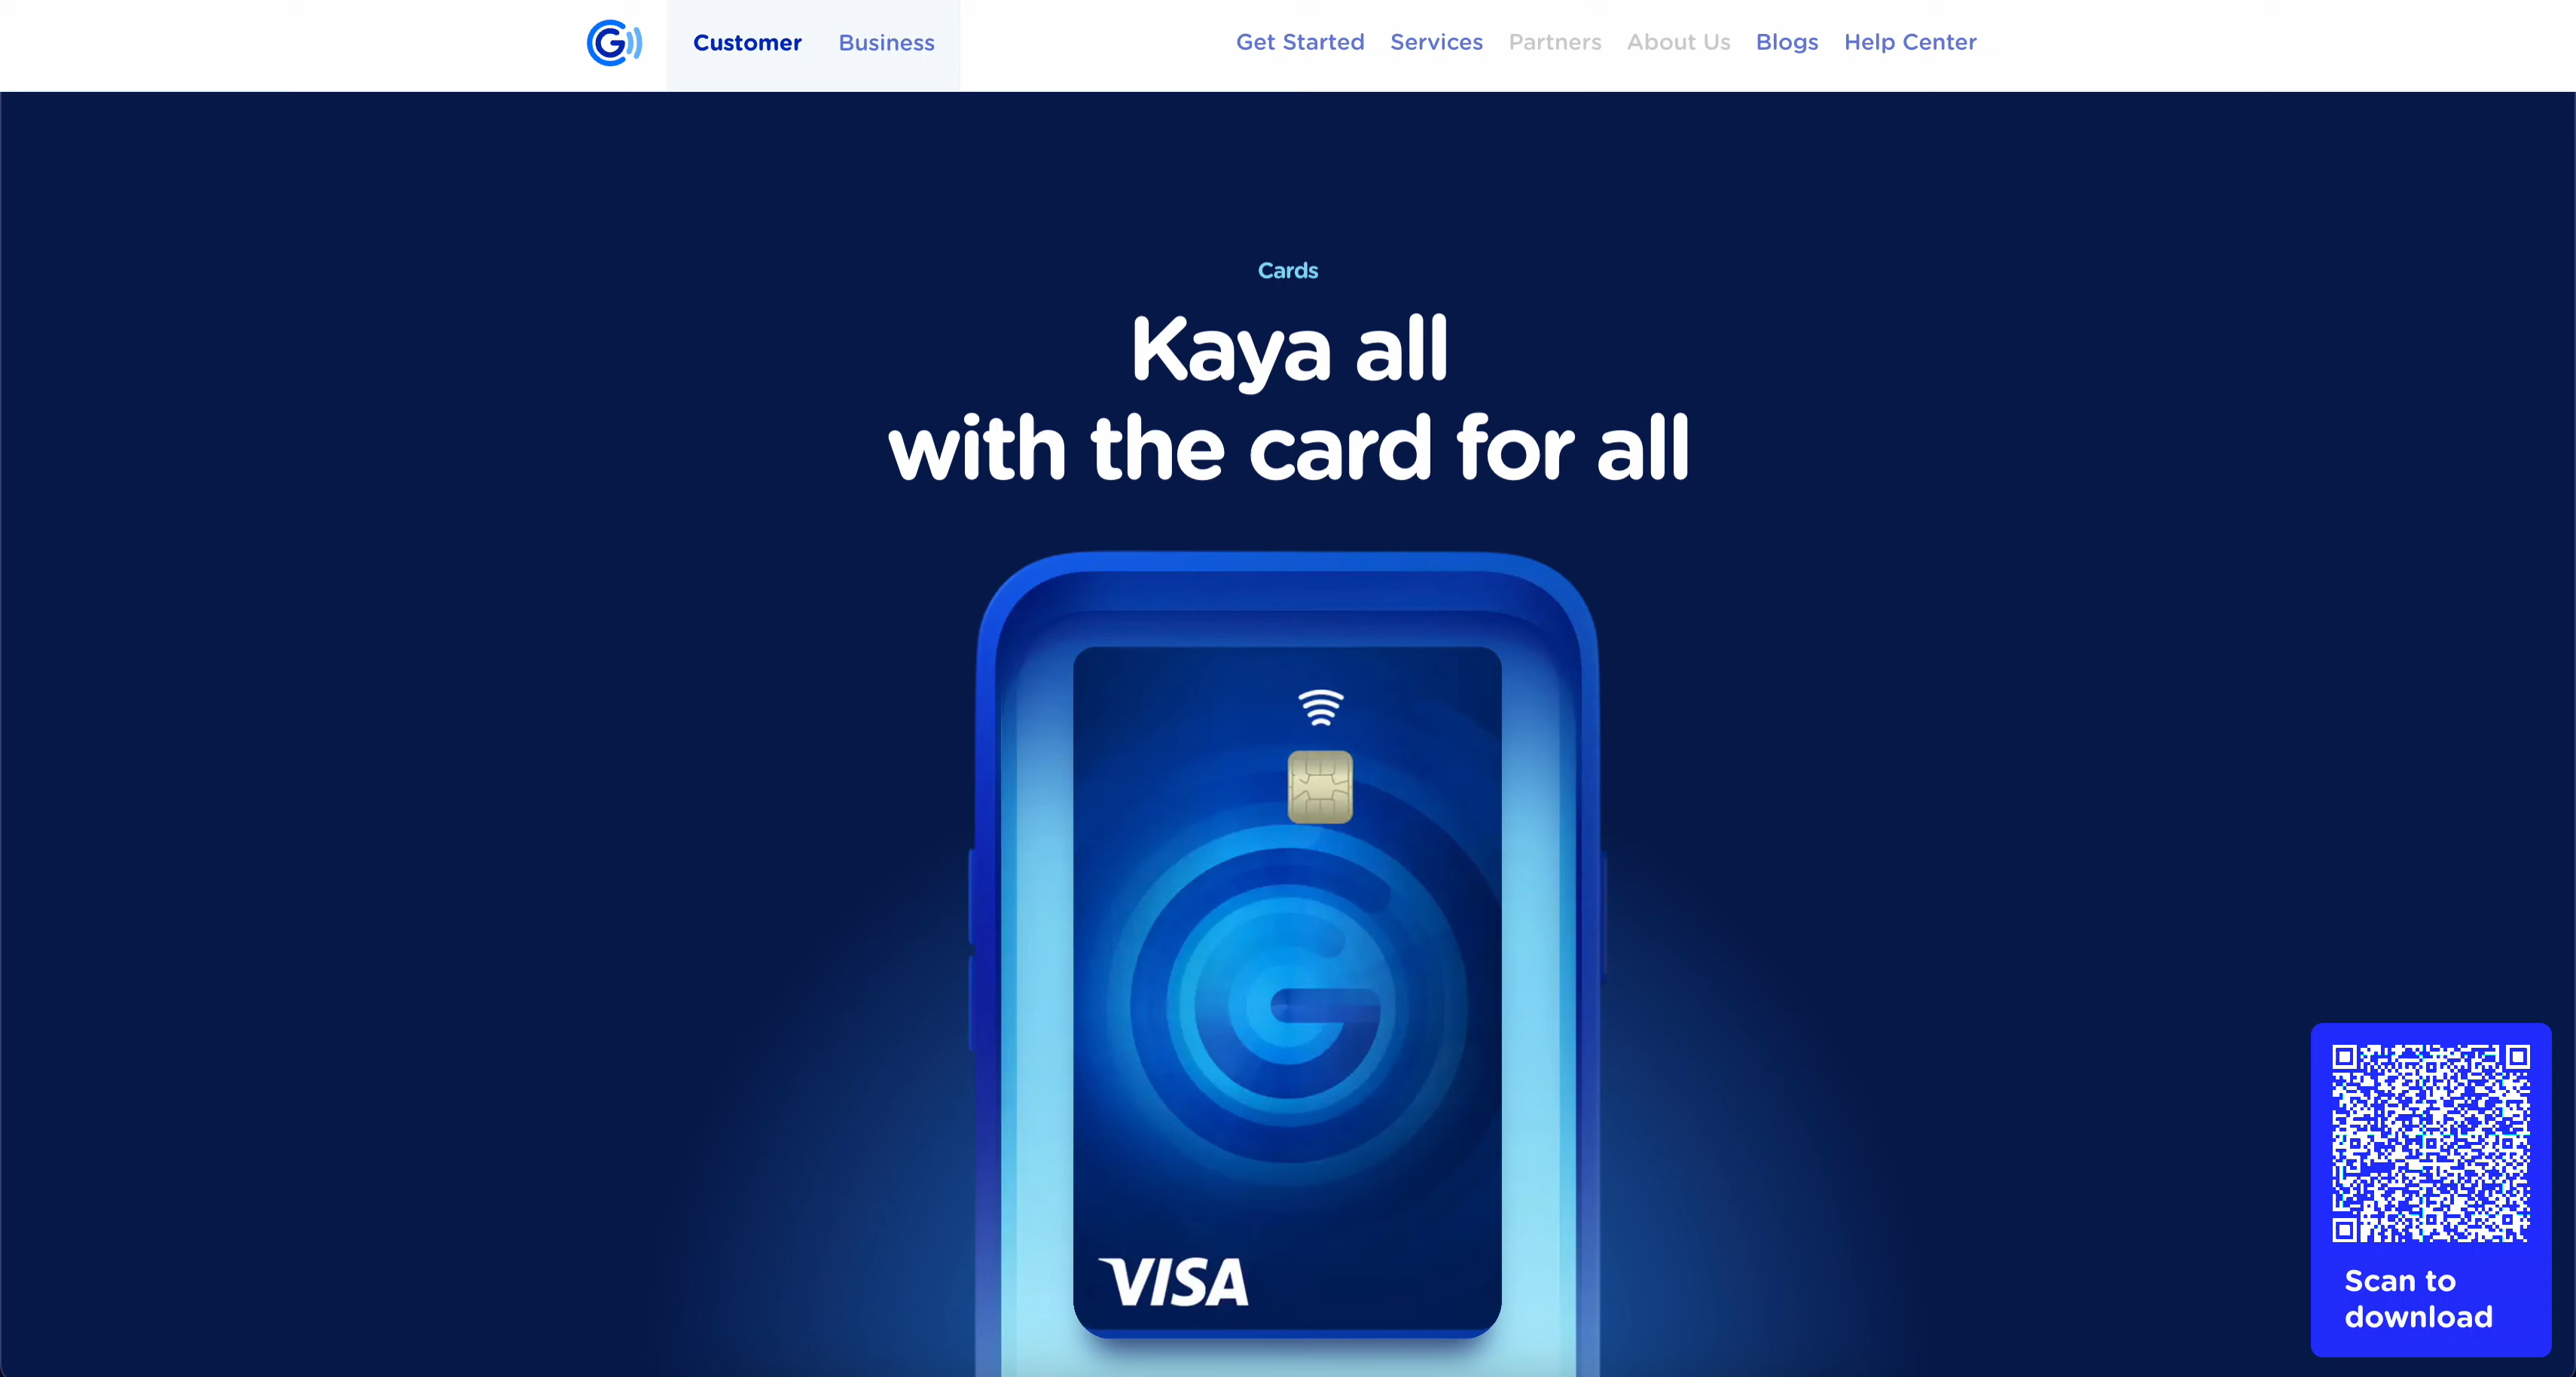 Customer Business Get Started Services Partners About Us Blogs Help Center
Cards
Kaya all
with the card for all
VISA
Scan to
download